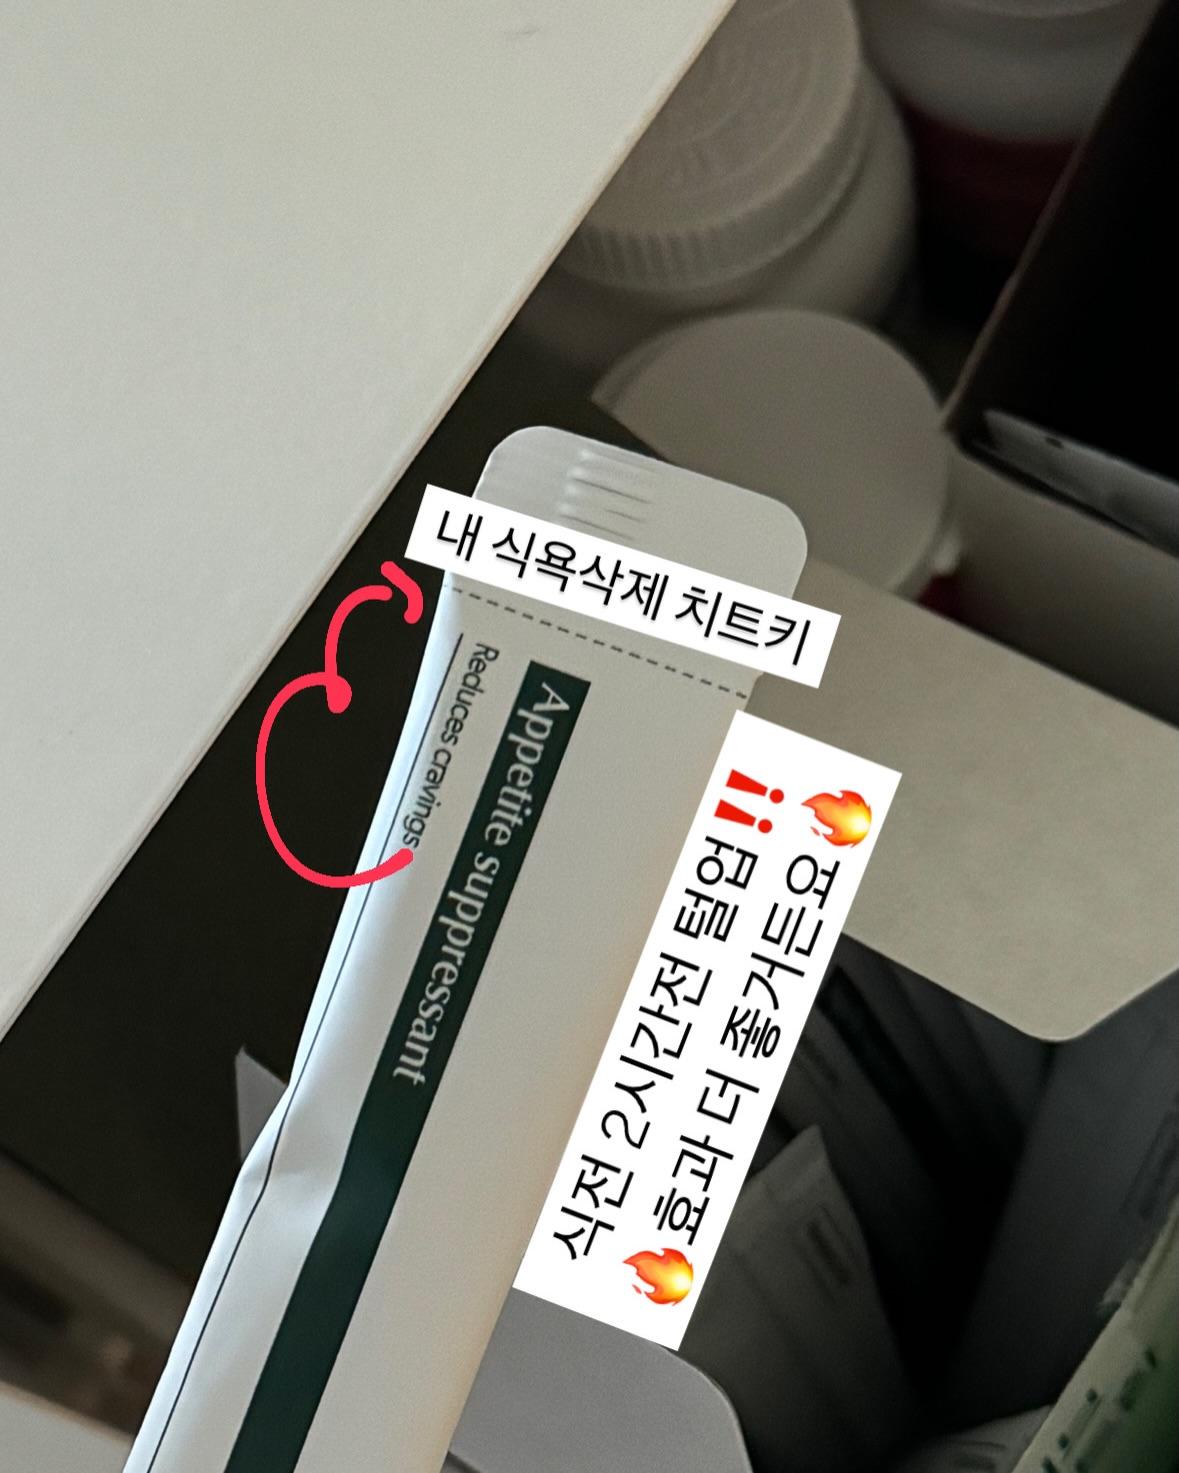 내 식욕삭제 치트키
Reduces cravings
Appetite suppressant
식전 2시간전 털업‼️
🔥효과 더 좋거든요🔥